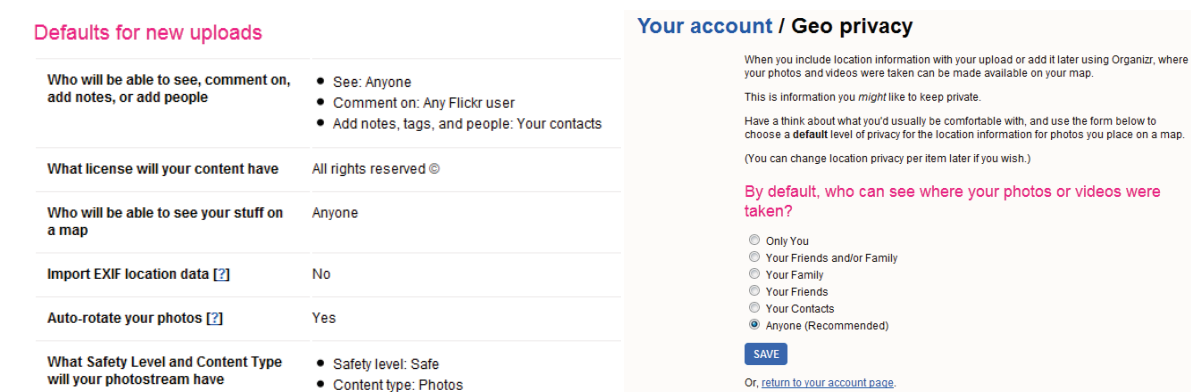 Defaults for new uploads
Who will be able to see, comment on,
add notes, or add people
• See: Anyone
• Comment on: Any Flickr user
• Add notes, tags, and people: Your contacts
What license will your content have
All rights reserved ©
Who will be able to see your stuff on
a map
Anyone
Import EXIF location data [?]
No
Auto-rotate your photos [?]
Yes
What Safety Level and Content Type
will your photostream have
• Safety level: Safe
• Content type: Photos
Your account / Geo privacy
When you include location information with your upload or add it later using Organizr, where
your photos and videos were taken can be made available on your map.
This is information you might like to keep private.
Have a think about what you'd usually be comfortable with, and use the form below to
choose a default level of privacy for the location information for photos you place on a map.
(You can change location privacy per item later if you wish.)
By default, who can see where your photos or videos were
taken?
Only You
Your Friends and/or Family
Your Family
Your Friends
Your Contacts
Anyone (Recommended)
SAVE
Or, return to your account page.